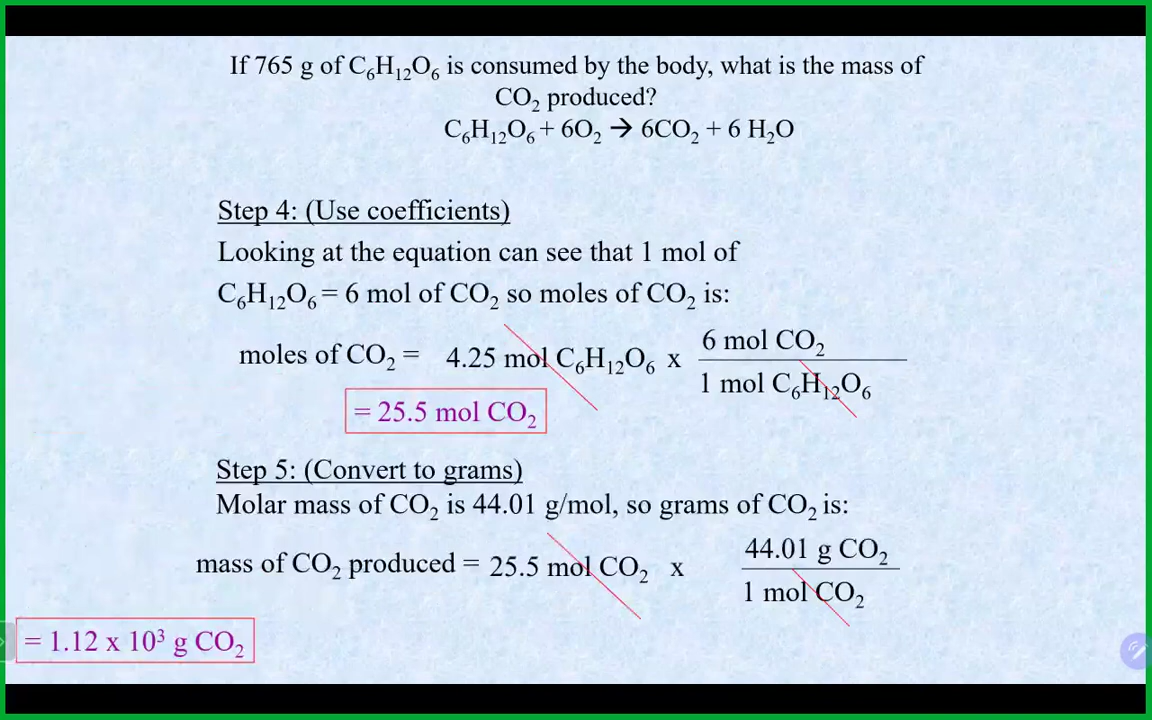 If 765 g of C₆H₁₂O₆ is consumed by the body, what is the mass of
CO₂ produced?
C₆H₁₂O₆ + 6O₂ → 6CO₂ + 6 H₂O
Step 4: (Use coefficients)
Looking at the equation can see that 1 mol of
C₆H₁₂O₆ = 6 mol of CO₂ so moles of CO₂ is:
moles of CO₂ = 4.25 mol C₆H₁₂O₆ x
6 mol CO₂
1 mol C₆H₁₂O₆
= 25.5 mol CO₂
Step 5: (Convert to grams)
Molar mass of CO₂ is 44.01 g/mol, so grams of CO₂ is:
mass of CO₂ produced = 25.5 mol CO₂ x
44.01 g CO₂
1 mol CO₂
= 1.12 x 10³ g CO₂